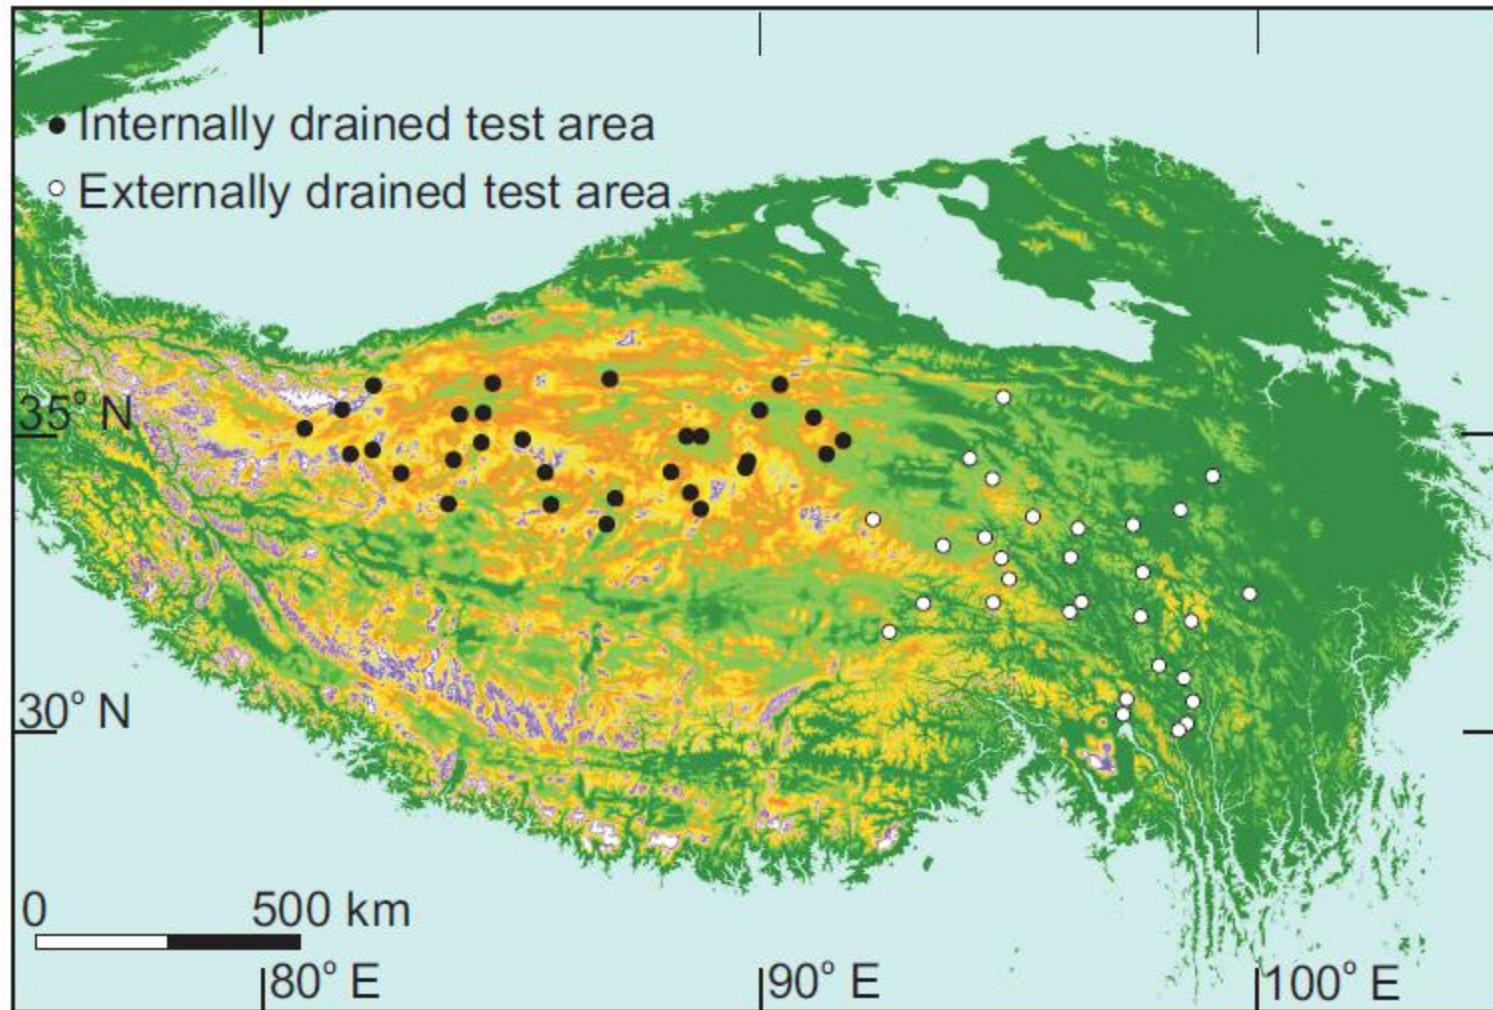 Internally drained test area
Externally drained test area
35° N
30° N
0 500 km
80° E 90° E 100° E